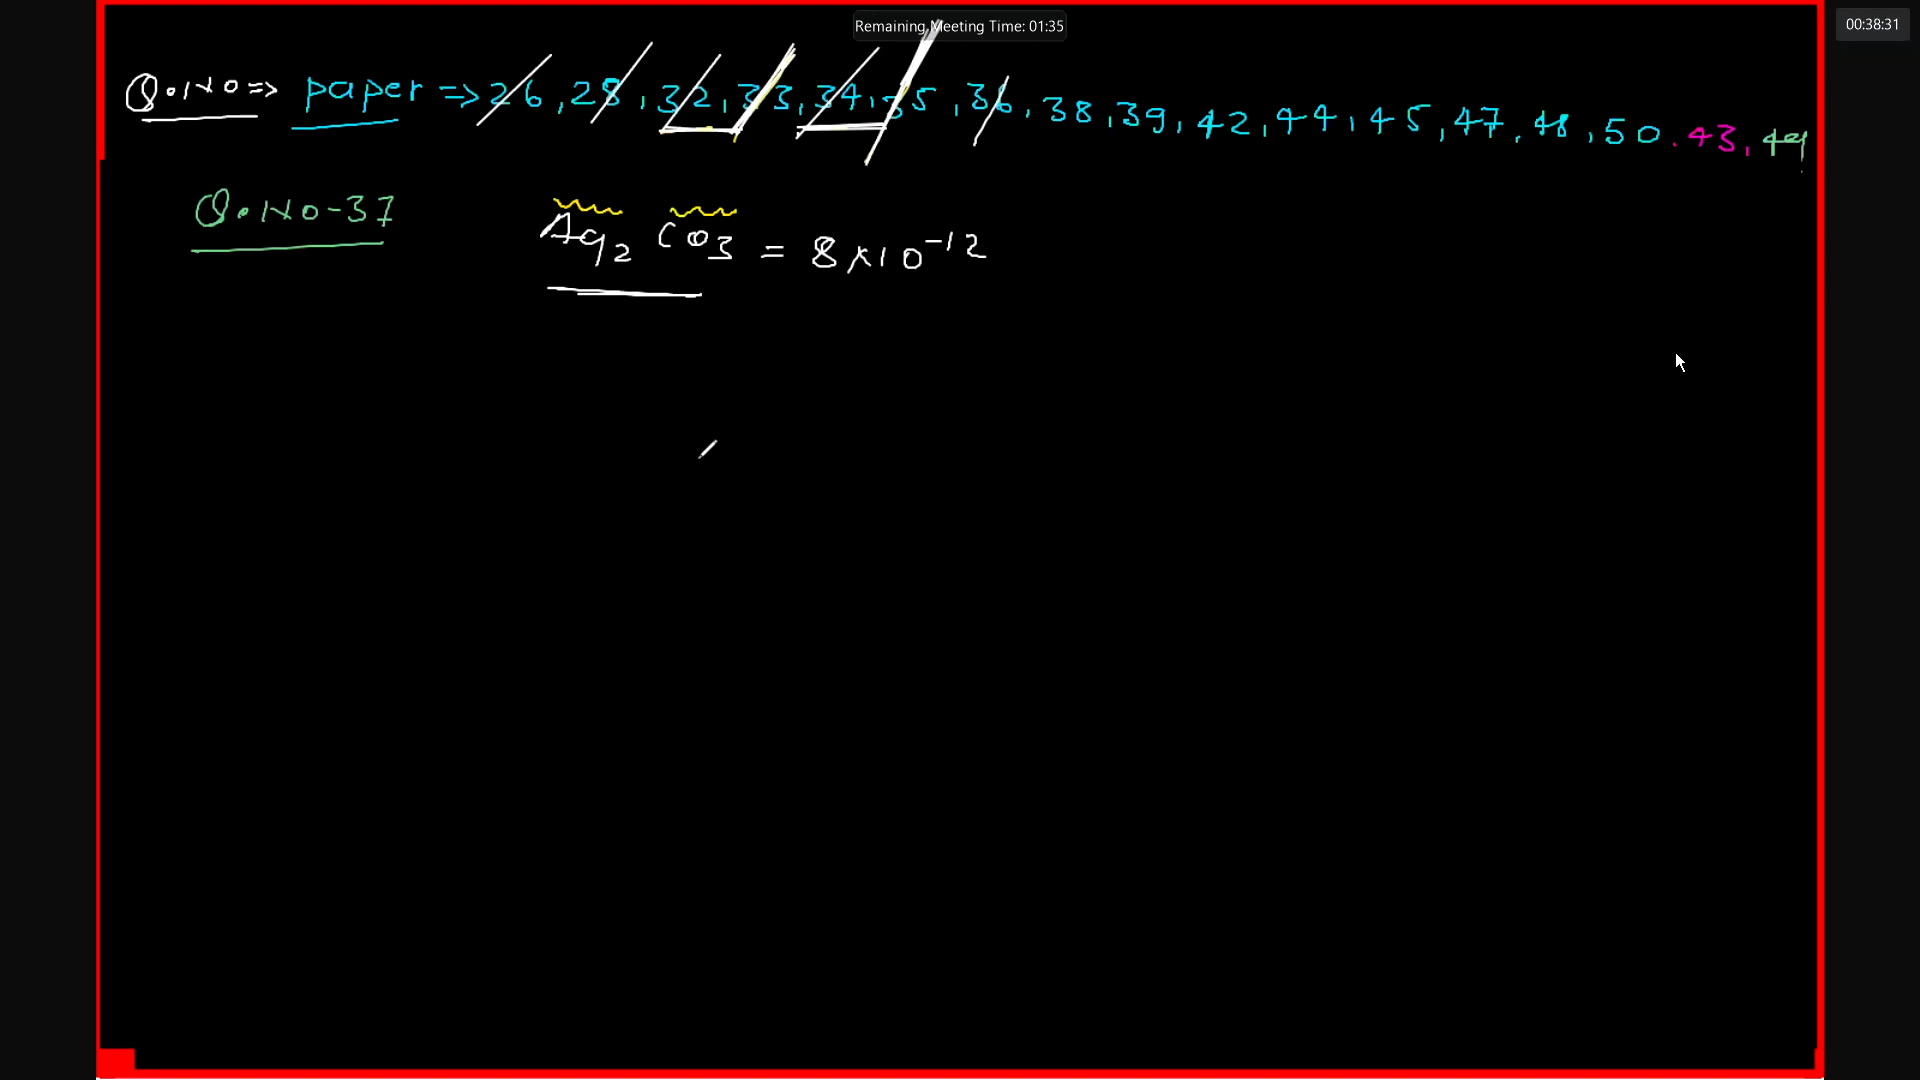 Remaining Meeting Time: 01:35
00:38:31
Q.No => paper => 26, 28, 32, 33, 34, 35, 36, 38, 39, 42, 44, 45, 47, 48, 50. 43, 49
Q.No-37
Ag₂ CO₃ = 8×10⁻¹²